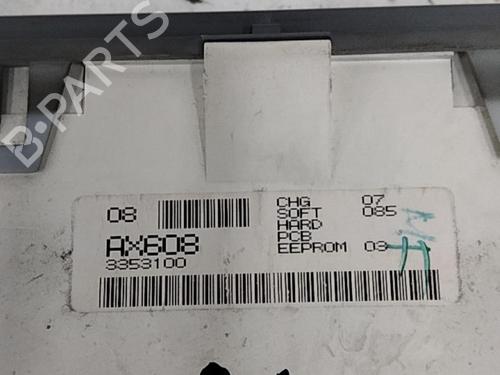 B-PARTS
08
AX608
3353100
CHG 07
SOFT 085
HARD
PCB
EEPROM 03